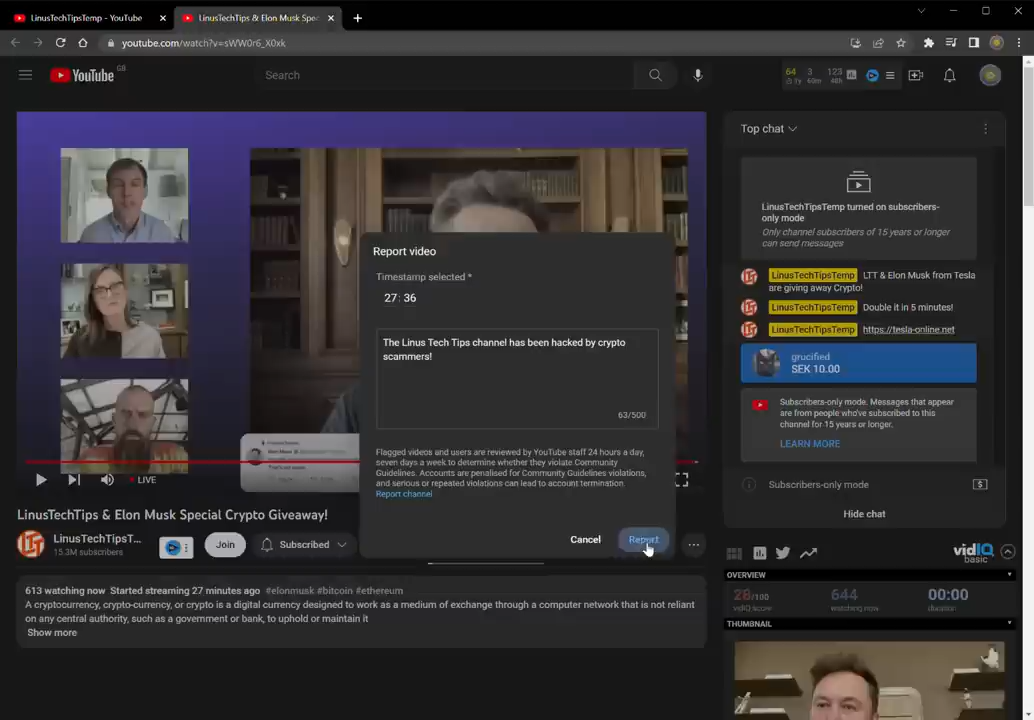 LinusTechTipsTemp - YouTube
LinusTechTips & Elon Musk Spec
youtube.com/watch?v=sWW0r6_X0xk
YouTube GB
Search
64 3 123
7y 60m 48h
Top chat
LinusTechTipsTemp turned on subscribers-
only mode
Only channel subscribers of 15 years or longer
can send messages
LinusTechTipsTemp LTT & Elon Musk from Tesla
are giving away Crypto!
LinusTechTipsTemp Double it in 5 minutes!
LinusTechTipsTemp https://tesla-online.net
grucified
SEK 10.00
Subscribers-only mode. Messages that appear
are from people who've subscribed to this
channel for 15 years or longer.
LEARN MORE
Subscribers-only mode
Hide chat
Report video
Timestamp selected *
27: 36
The Linus Tech Tips channel has been hacked by crypto
scammers!
63/500
Flagged videos and users are reviewed by YouTube staff 24 hours a day,
seven days a week to determine whether they violate Community
Guidelines. Accounts are penalised for Community Guidelines violations,
and serious or repeated violations can lead to account termination.
Report channel
Cancel
Report
LIVE
LinusTechTips & Elon Musk Special Crypto Giveaway!
LinusTechTipsT...
15.3M subscribers
Join
Subscribed
613 watching now Started streaming 27 minutes ago #elonmusk #bitcoin #ethereum
A cryptocurrency, crypto-currency, or crypto is a digital currency designed to work as a medium of exchange through a computer network that is not reliant
on any central authority, such as a government or bank, to uphold or maintain it
Show more
vidIQ
basic
OVERVIEW
28/100
vidIQ score
644
watching now
00:00
duration
THUMBNAIL